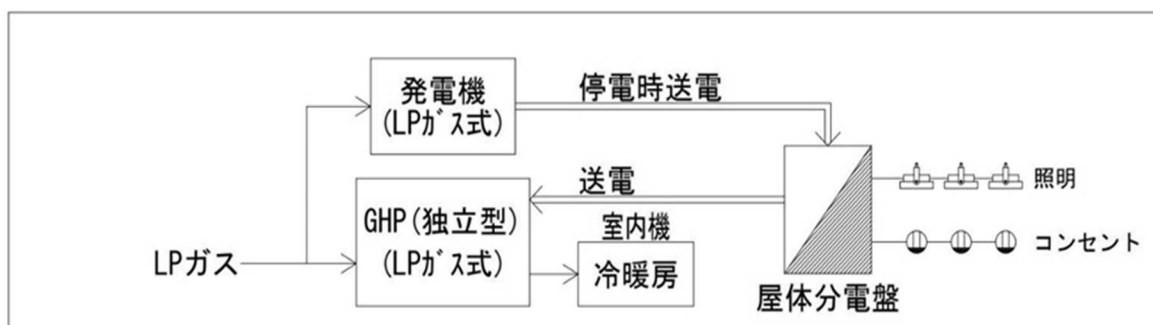 発電機
(LPｶﾞｽ式)
停電時送電
送電
GHP(独立型)
(LPｶﾞｽ式)
室内機
冷暖房
LPガス
照明
コンセント
屋体分電盤